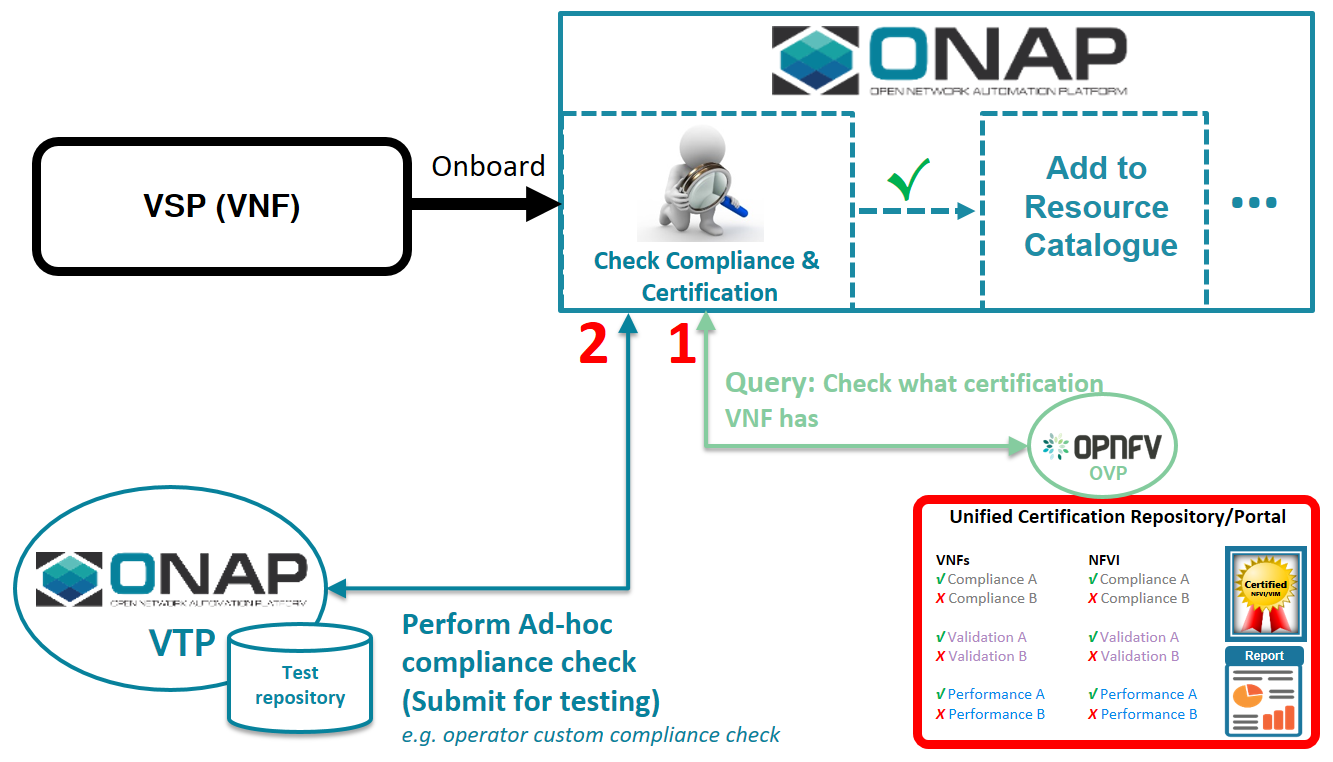 ONAP
OPEN NETWORK AUTOMATION PLATFORM
VSP (VNF)
Onboard
Check Compliance &
Certification
√
Add to
Resource
Catalogue
...
2
1
Query: Check what certification
VNF has
OPNFV
OVP
ONAP
OPEN NETWORK AUTOMATION PLATFORM
VTP
Test
repository
Perform Ad-hoc
compliance check
(Submit for testing)
e.g. operator custom compliance check
Unified Certification Repository/Portal
VNFs
√ Compliance A
X Compliance B
√ Validation A
X Validation B
√ Performance A
X Performance B
NFVI
√ Compliance A
X Compliance B
√ Validation A
X Validation B
√ Performance A
X Performance B
Certified
NFVI/VIM
Report